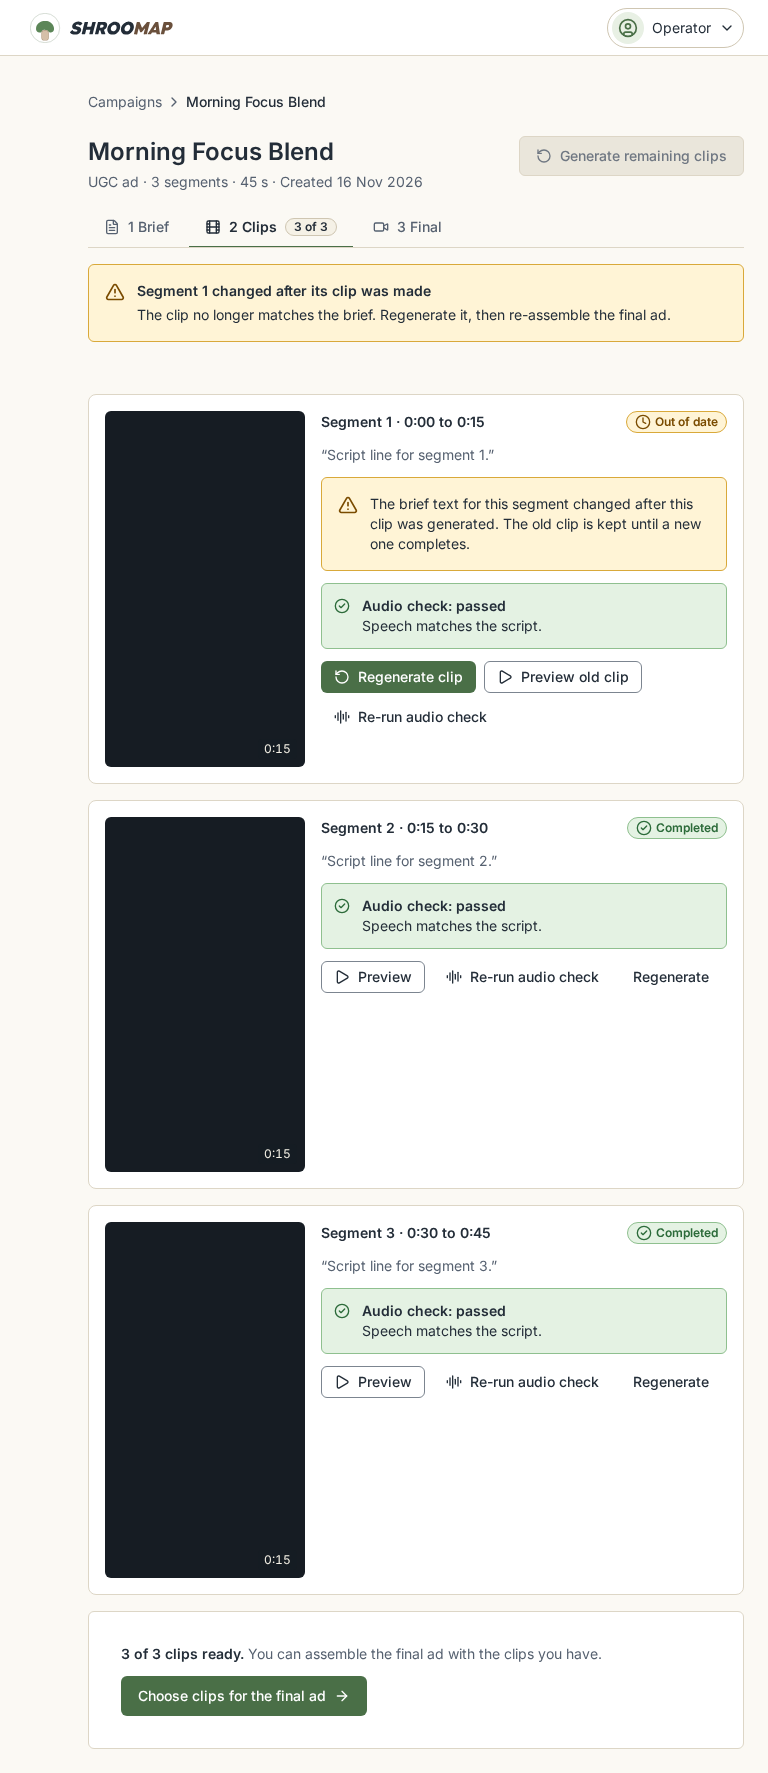 SHROOMAP
Operator
Campaigns > Morning Focus Blend
Morning Focus Blend
Generate remaining clips
UGC ad · 3 segments · 45 s · Created 16 Nov 2026
1 Brief
2 Clips
3 of 3
3 Final
Segment 1 changed after its clip was made
The clip no longer matches the brief. Regenerate it, then re-assemble the final ad.
Segment 1 · 0:00 to 0:15
Out of date
“Script line for segment 1.”
The brief text for this segment changed after this
clip was generated. The old clip is kept until a new
one completes.
Audio check: passed
Speech matches the script.
Regenerate clip
Preview old clip
Re-run audio check
0:15
Segment 2 · 0:15 to 0:30
Completed
“Script line for segment 2.”
Audio check: passed
Speech matches the script.
Preview
Re-run audio check
Regenerate
0:15
Segment 3 · 0:30 to 0:45
Completed
“Script line for segment 3.”
Audio check: passed
Speech matches the script.
Preview
Re-run audio check
Regenerate
0:15
3 of 3 clips ready. You can assemble the final ad with the clips you have.
Choose clips for the final ad